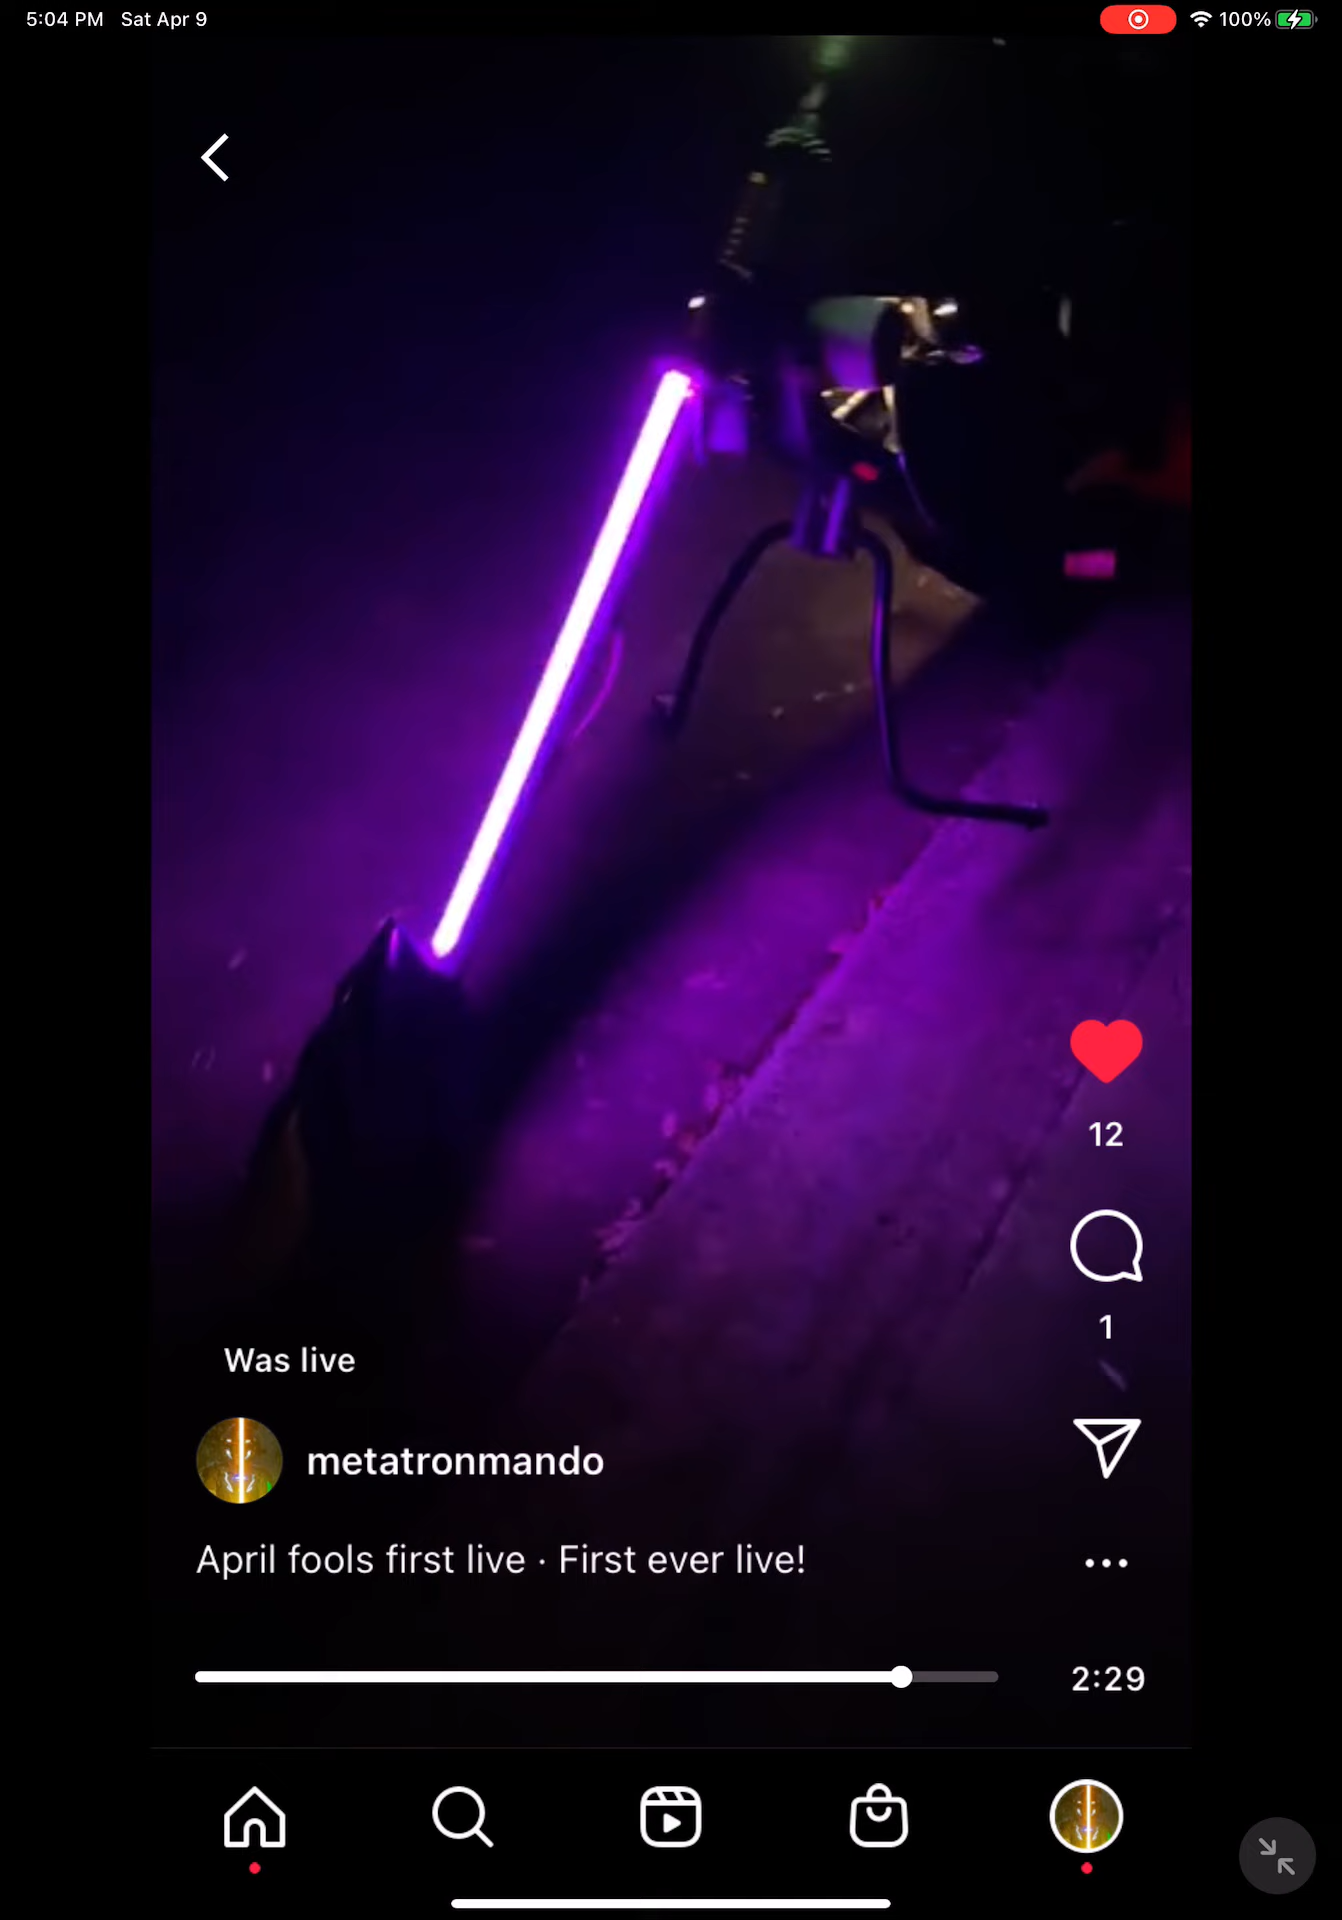 5:04 PM Sat Apr 9
100%
12
1
Was live
metatronmando
April fools first live · First ever live!
2:29